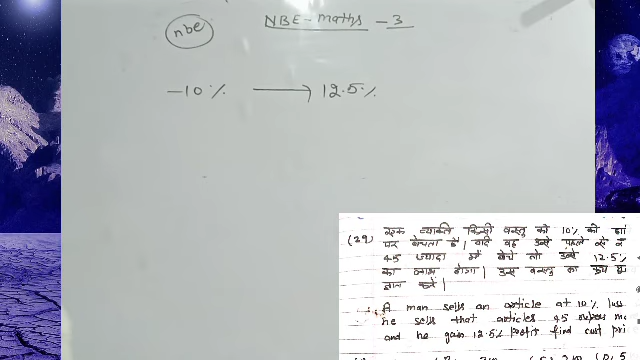 nbe
NBE-maths - 3
-10% → 12.5%
(29) एक व्यक्ति किसी वस्तु को 10% की
पर बेचता है। यदि वह उसे पहले से
45 ज्यादा में बेचे तो उसे 12.5%
का लाभ होगा। उस वस्तु का क्रय
ज्ञात करें।
A man sells an article at 10% loss
he sells that articles 45 rupees
and he gain 12.5% profit find cost pri